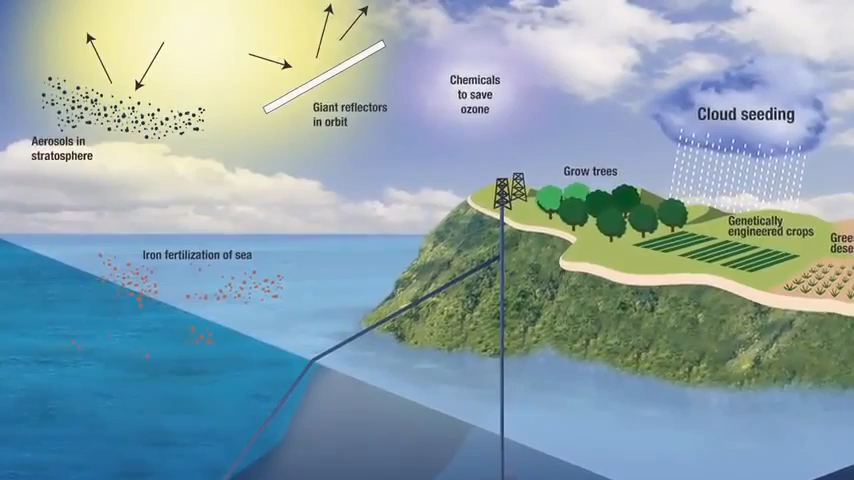 Chemicals
to save
ozone
Giant reflectors
in orbit
Cloud seeding
Aerosols in
stratosphere
Grow trees
Genetically
engineered crops
Iron fertilization of sea